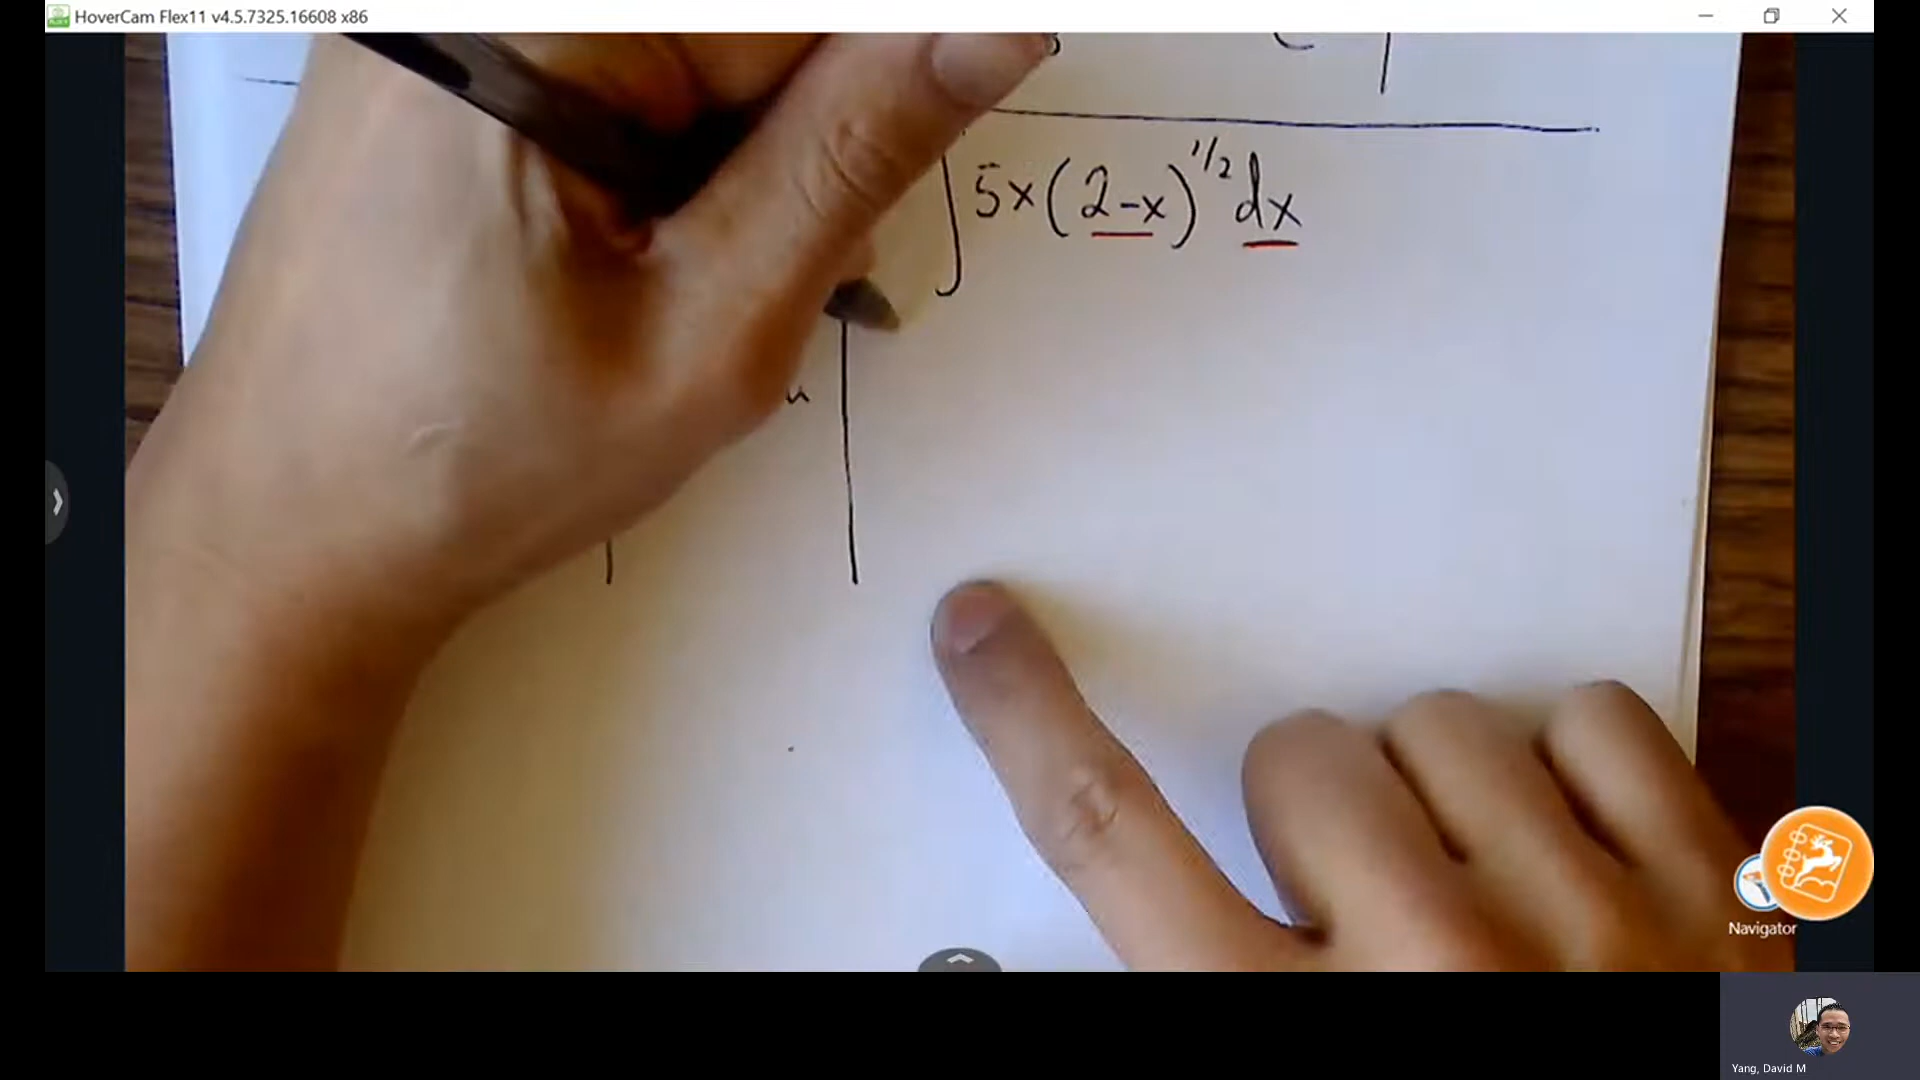 HoverCam Flex11 v4.5.7325.16608 x86
∫ 5x(2-x)^{1/2} dx
u
Navigator
Yang, David M